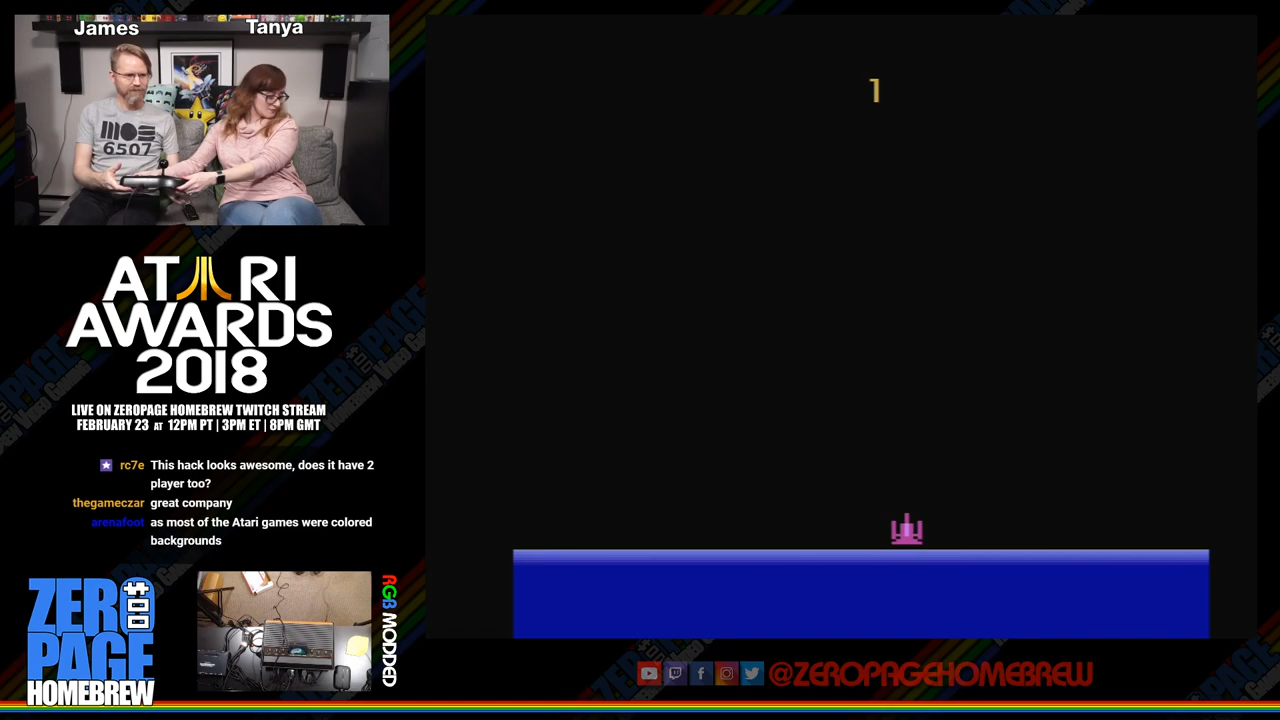 James
Tanya
MOS
6507
1
ATARI
AWARDS
2018
LIVE ON ZEROPAGE HOMEBREW TWITCH STREAM
FEBRUARY 23 AT 12PM PT | 3PM ET | 8PM GMT
rc7e This hack looks awesome, does it have 2
player too?
thegameczar great company
arenafoot as most of the Atari games were colored
backgrounds
ZERO
$00
PAGE
HOMEBREW
RGB MODDED
@ZEROPAGEHOMEBREW